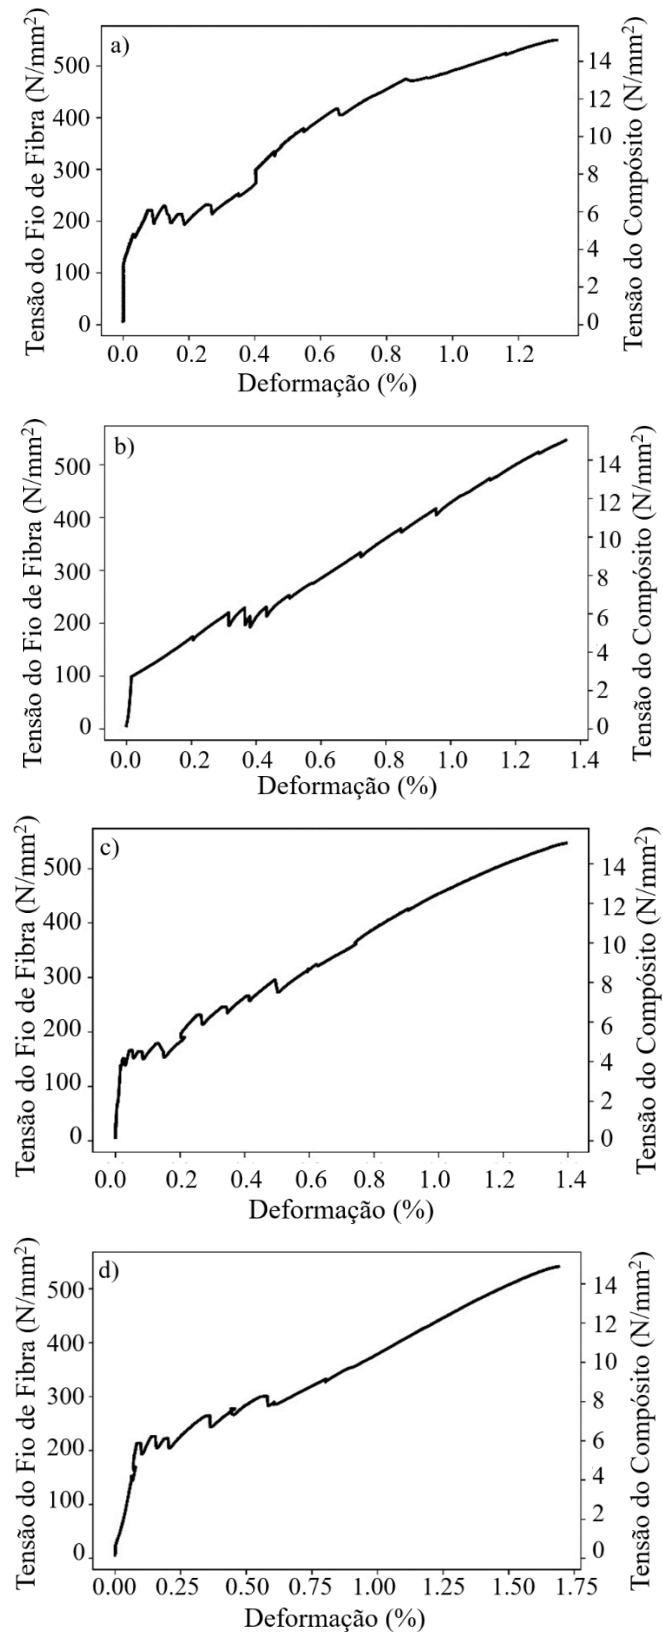 a)
Tensão do Fio de Fibra (N/mm²)
500
400
300
200
100
0
Tensão do Compósito (N/mm²)
14
12
10
8
6
4
2
0
0.0 0.2 0.4 0.6 0.8 1.0 1.2
Deformação (%)
b)
Tensão do Fio de Fibra (N/mm²)
500
400
300
200
100
0
Tensão do Compósito (N/mm²)
14
12
10
8
6
4
2
0
0.0 0.2 0.4 0.6 0.8 1.0 1.2 1.4
Deformação (%)
c)
Tensão do Fio de Fibra (N/mm²)
500
400
300
200
100
0
Tensão do Compósito (N/mm²)
14
12
10
8
6
4
2
0
0.0 0.2 0.4 0.6 0.8 1.0 1.2 1.4
Deformação (%)
d)
Tensão do Fio de Fibra (N/mm²)
500
400
300
200
100
0
Tensão do Compósito (N/mm²)
14
12
10
8
6
4
2
0
0.00 0.25 0.50 0.75 1.00 1.25 1.50 1.75
Deformação (%)